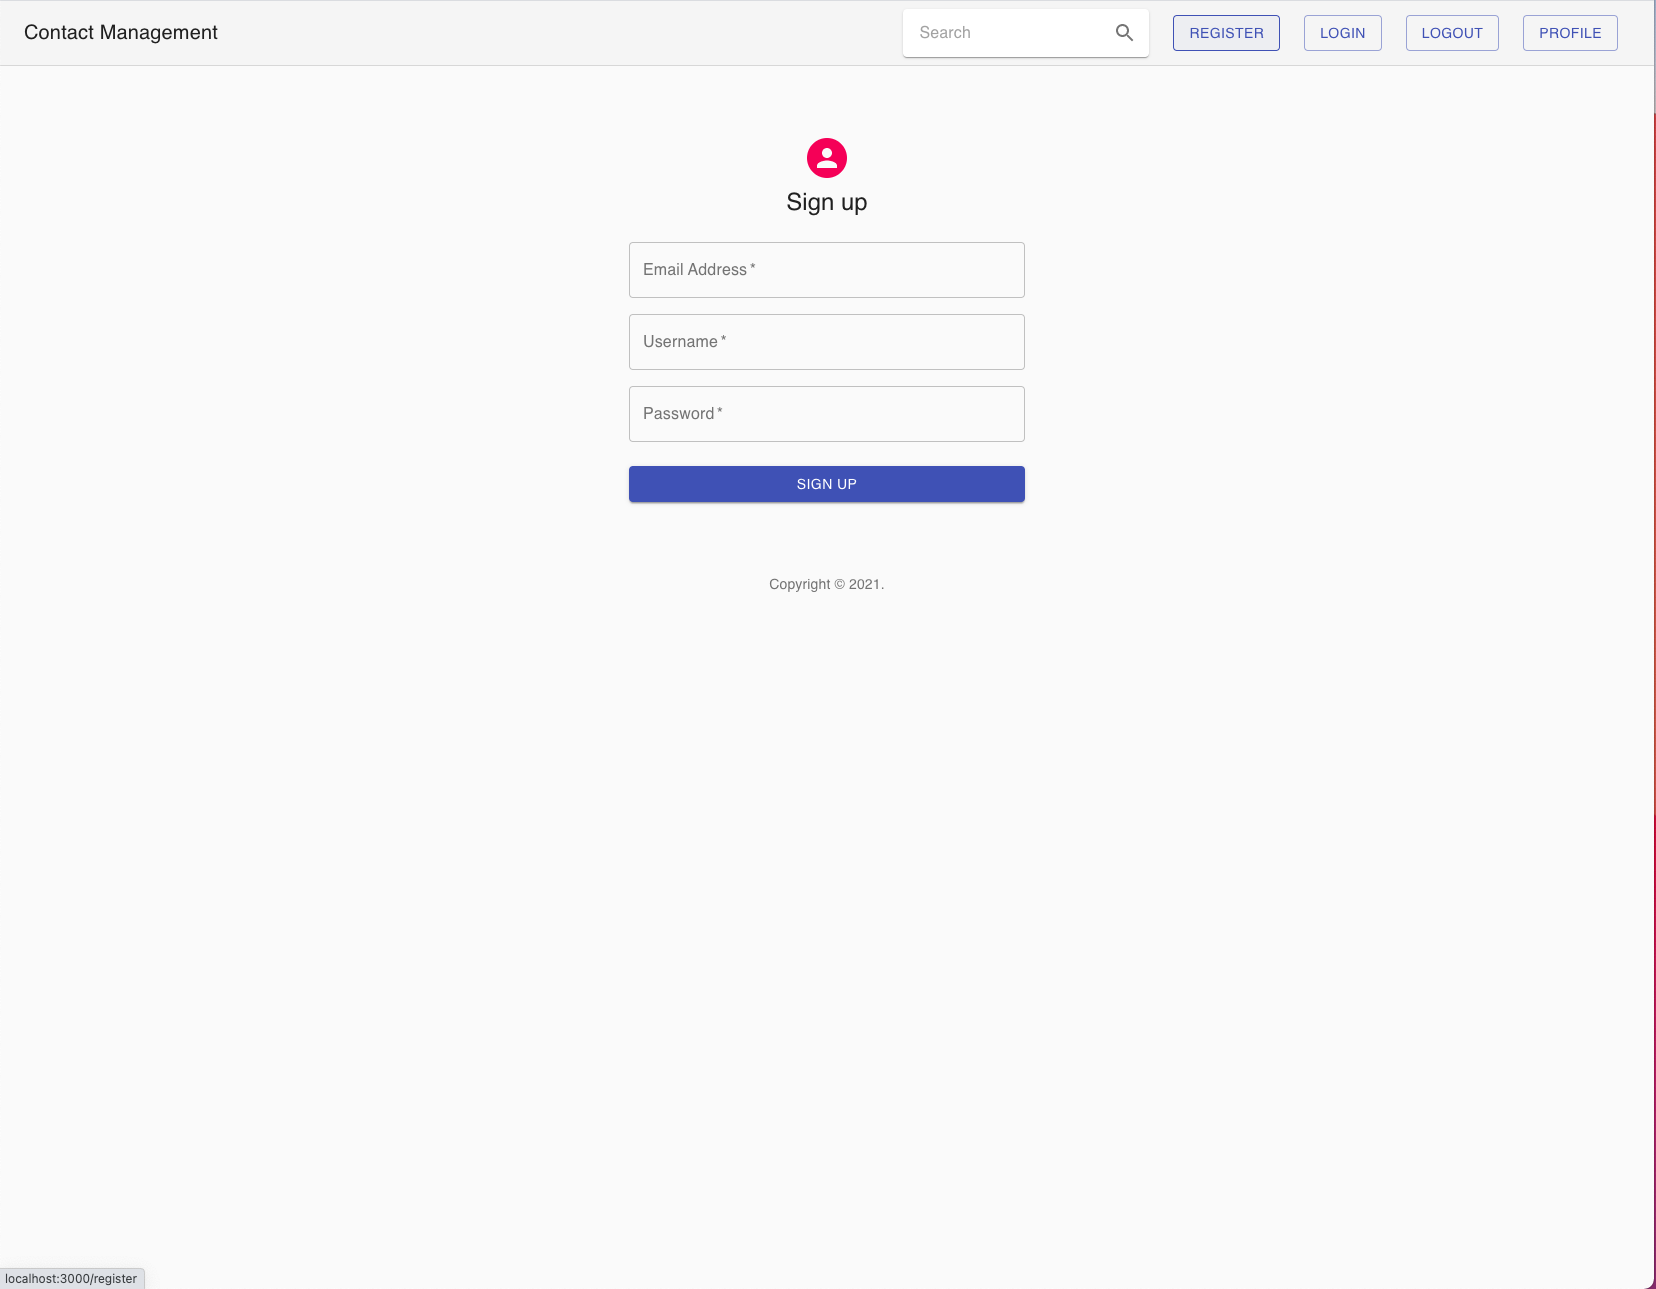 Contact Management
Search
REGISTER
LOGIN
LOGOUT
PROFILE
Sign up
Email Address *
Username *
Password *
SIGN UP
Copyright © 2021.
localhost:3000/register